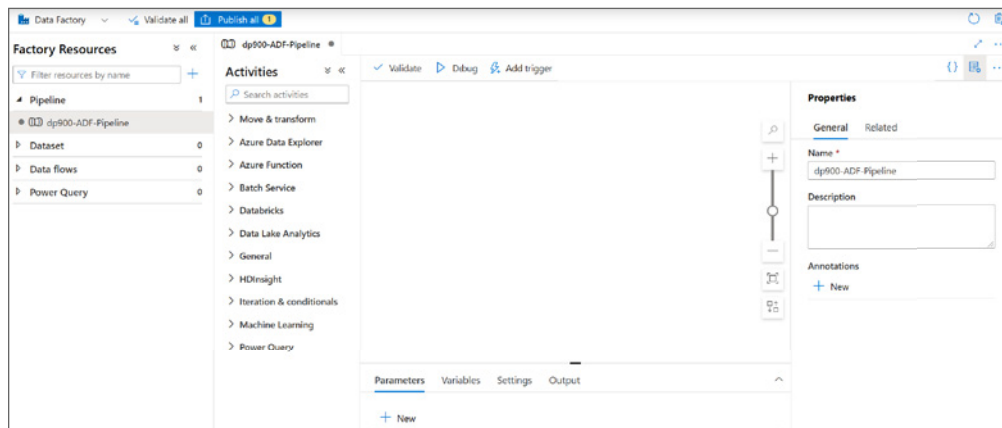 Data Factory
Validate all
Publish all 1
Factory Resources
Filter resources by name
Pipeline 1
dp900-ADF-Pipeline
Dataset 0
Data flows 0
Power Query 0
dp900-ADF-Pipeline
Activities
Search activities
Move & transform
Azure Data Explorer
Azure Function
Batch Service
Databricks
Data Lake Analytics
General
HDInsight
Iteration & conditionals
Machine Learning
Power Query
Validate
Debug
Add trigger
Parameters
Variables
Settings
Output
New
Properties
General
Related
Name *
dp900-ADF-Pipeline
Description
Annotations
New